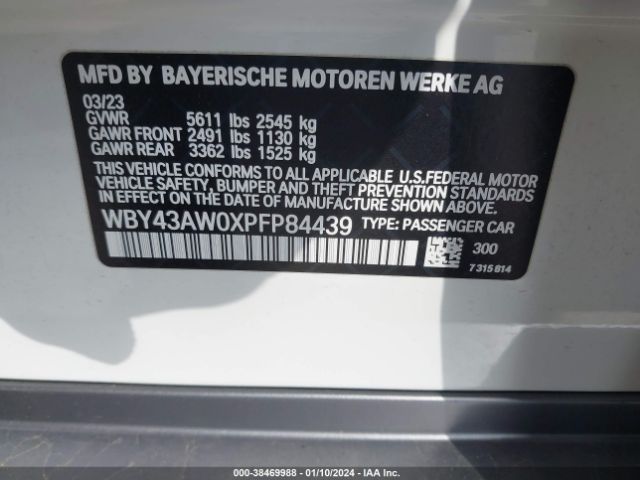 MFD BY BAYERISCHE MOTOREN WERKE AG
03/23
GVWR 5611 lbs 2545 kg
GAWR FRONT 2491 lbs 1130 kg
GAWR REAR 3362 lbs 1525 kg
THIS VEHICLE CONFORMS TO ALL APPLICABLE U.S.FEDERAL MOTOR
VEHICLE SAFETY, BUMPER AND THEFT PREVENTION STANDARDS
IN EFFECT ON THE DATE OF MANUFACTURE SHOWN ABOVE.
WBY43AW0XPFP84439 TYPE: PASSENGER CAR
300
7315814
000-38469988 - 01/10/2024 - IAA Inc.